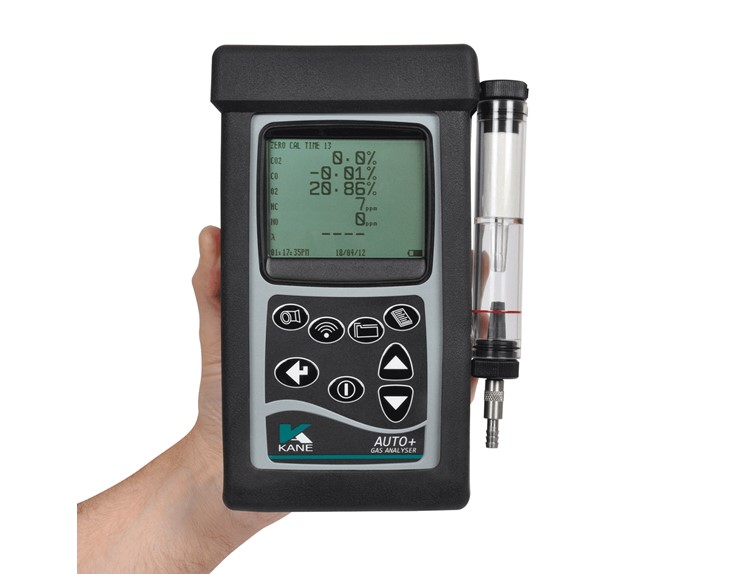 ZERO CAL TIME 13
CO2 0.0%
CO -0.01%
O2 20.86%
HC 7ppm
NO 0ppm
λ ----
01:17:35PM 18/04/12
KANE
AUTO+
GAS ANALYSER